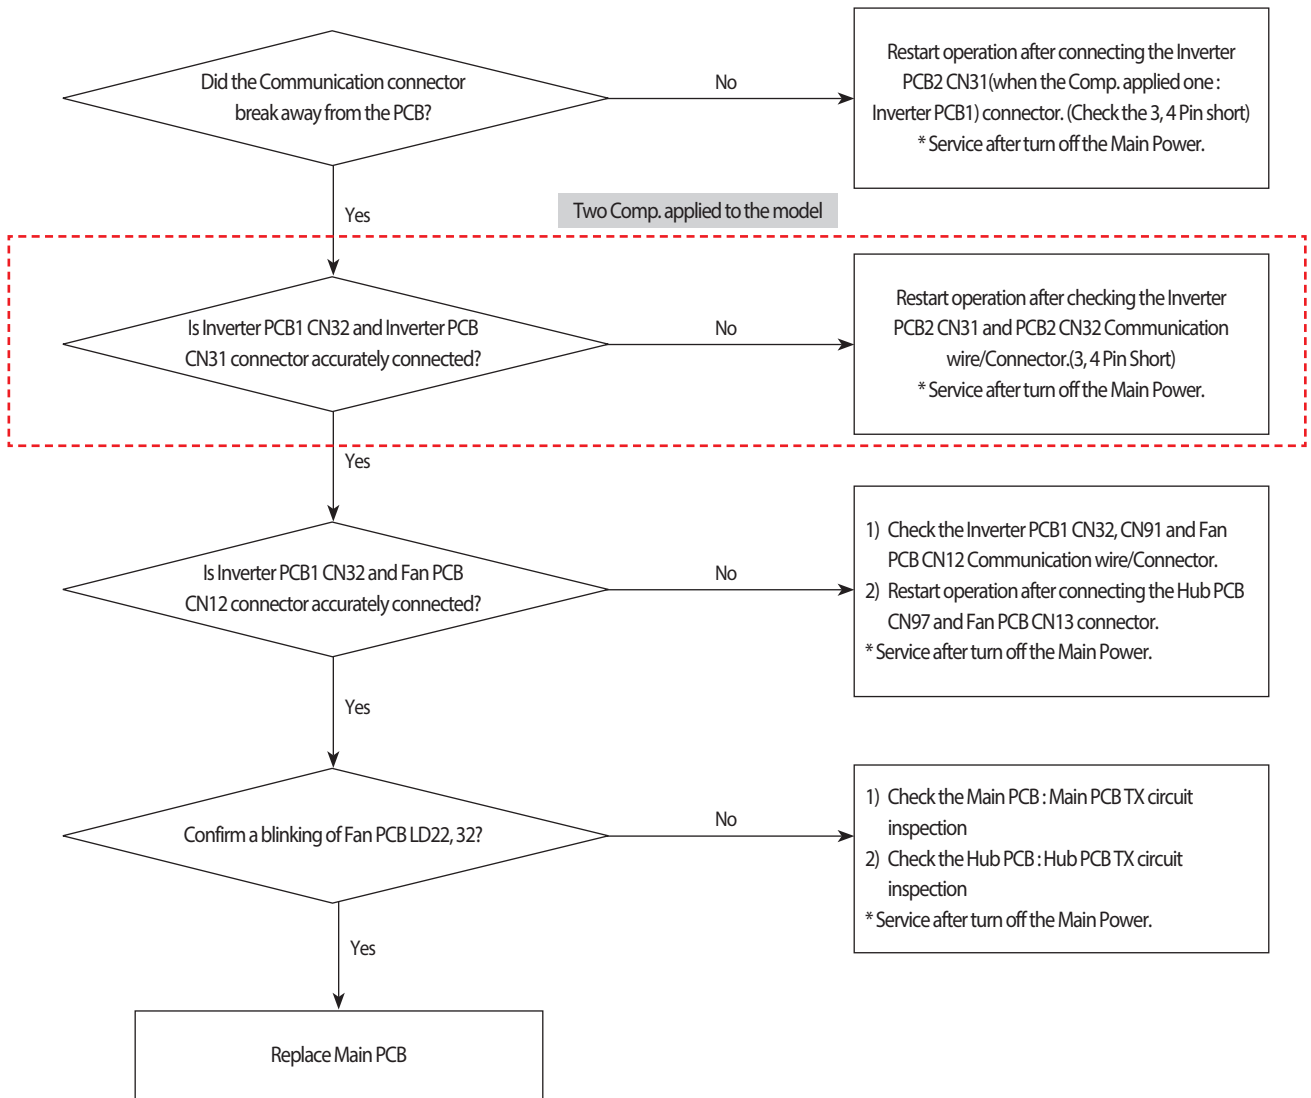 Did the Communication connector
break away from the PCB?
No
Restart operation after connecting the Inverter
PCB2 CN31(when the Comp. applied one :
Inverter PCB1) connector. (Check the 3, 4 Pin short)
* Service after turn off the Main Power.
Yes
Two Comp. applied to the model
Is Inverter PCB1 CN32 and Inverter PCB
CN31 connector accurately connected?
No
Restart operation after checking the Inverter
PCB2 CN31 and PCB2 CN32 Communication
wire/Connector.(3, 4 Pin Short)
* Service after turn off the Main Power.
Yes
Is Inverter PCB1 CN32 and Fan PCB
CN12 connector accurately connected?
No
1) Check the Inverter PCB1 CN32, CN91 and Fan
PCB CN12 Communication wire/Connector.
2) Restart operation after connecting the Hub PCB
CN97 and Fan PCB CN13 connector.
* Service after turn off the Main Power.
Yes
Confirm a blinking of Fan PCB LD22, 32?
No
1) Check the Main PCB : Main PCB TX circuit
inspection
2) Check the Hub PCB : Hub PCB TX circuit
inspection
* Service after turn off the Main Power.
Yes
Replace Main PCB